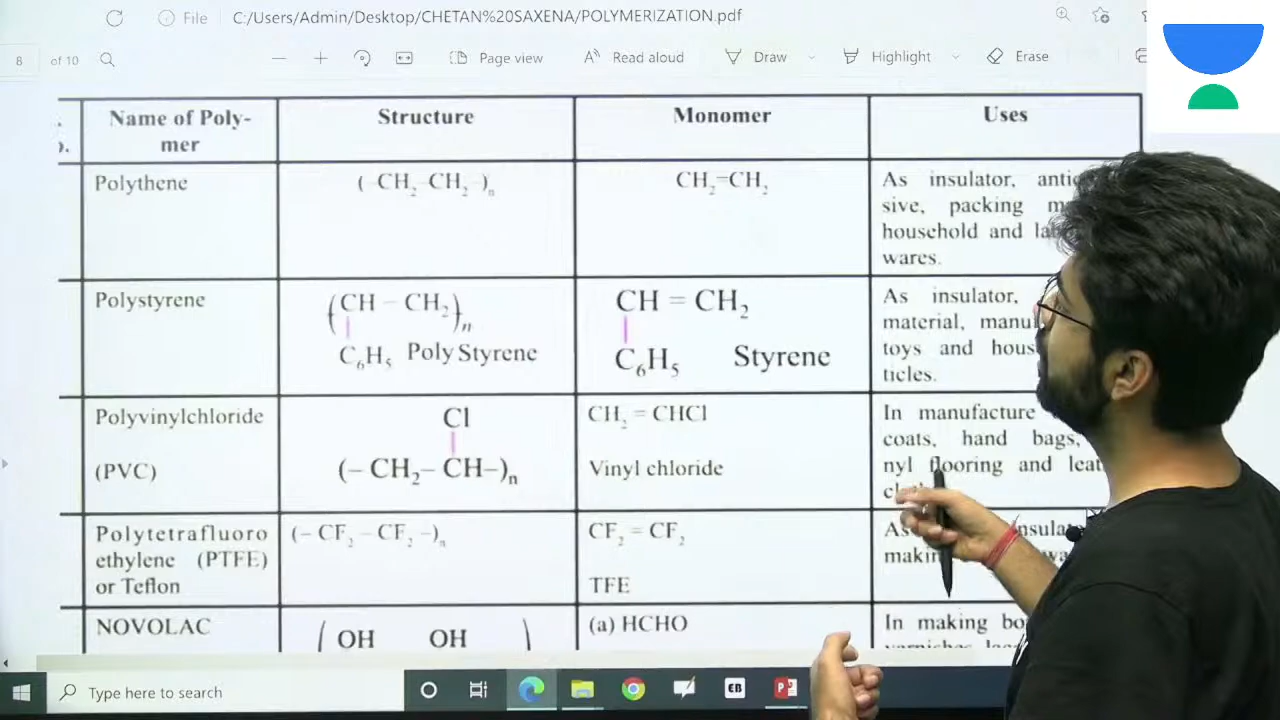 File C:/Users/Admin/Desktop/CHETAN%20SAXENA/POLYMERIZATION.pdf
8 of 10 Page view Read aloud Draw Highlight Erase
Name of Poly-
mer
Structure
Monomer
Uses
Polythene
(–CH₂–CH₂–)ₙ
CH₂=CH₂
As insulator,
sive, packing
household and
wares.
Polystyrene
(CH – CH₂)ₙ
C₆H₅ Poly Styrene
CH = CH₂
C₆H₅ Styrene
As insulator,
material,
toys and
ticles.
Polyvinylchloride
(PVC)
Cl
(– CH₂– CH–)ₙ
CH₂ = CHCl
Vinyl chloride
In manufacture
coats, hand bags,
nyl flooring and
Polytetrafluoro
ethylene (PTFE)
or Teflon
(– CF₂ – CF₂ –)ₙ
CF₂ = CF₂
TFE
As
NOVOLAC
( OH OH )
(a) HCHO
In making
Type here to search